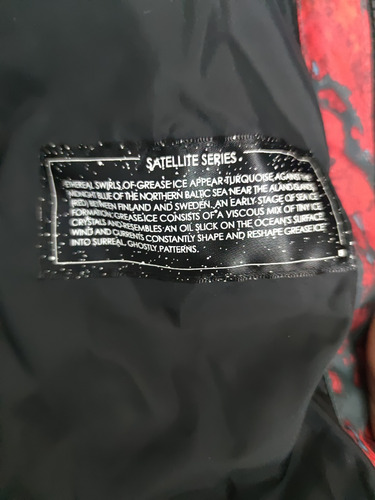 SATELLITE SERIES
ETHEREAL SWIRLS OF GREASE ICE APPEAR TURQUOISE AGAINST THE
MIDNIGHT BLUE OF THE NORTHERN BALTIC SEA NEAR THE ALAND ISLANDS
(RED) BETWEEN FINLAND AND SWEDEN. AN EARLY STAGE OF SEA ICE
FORMATION, GREASE ICE CONSISTS OF A VISCOUS MIX OF TINY ICE
CRYSTALS AND RESEMBLES AN OIL SLICK ON THE OCEAN'S SURFACE
WIND AND CURRENTS CONSTANTLY SHAPE AND RESHAPE GREASE ICE
INTO SURREAL, GHOSTLY PATTERNS.